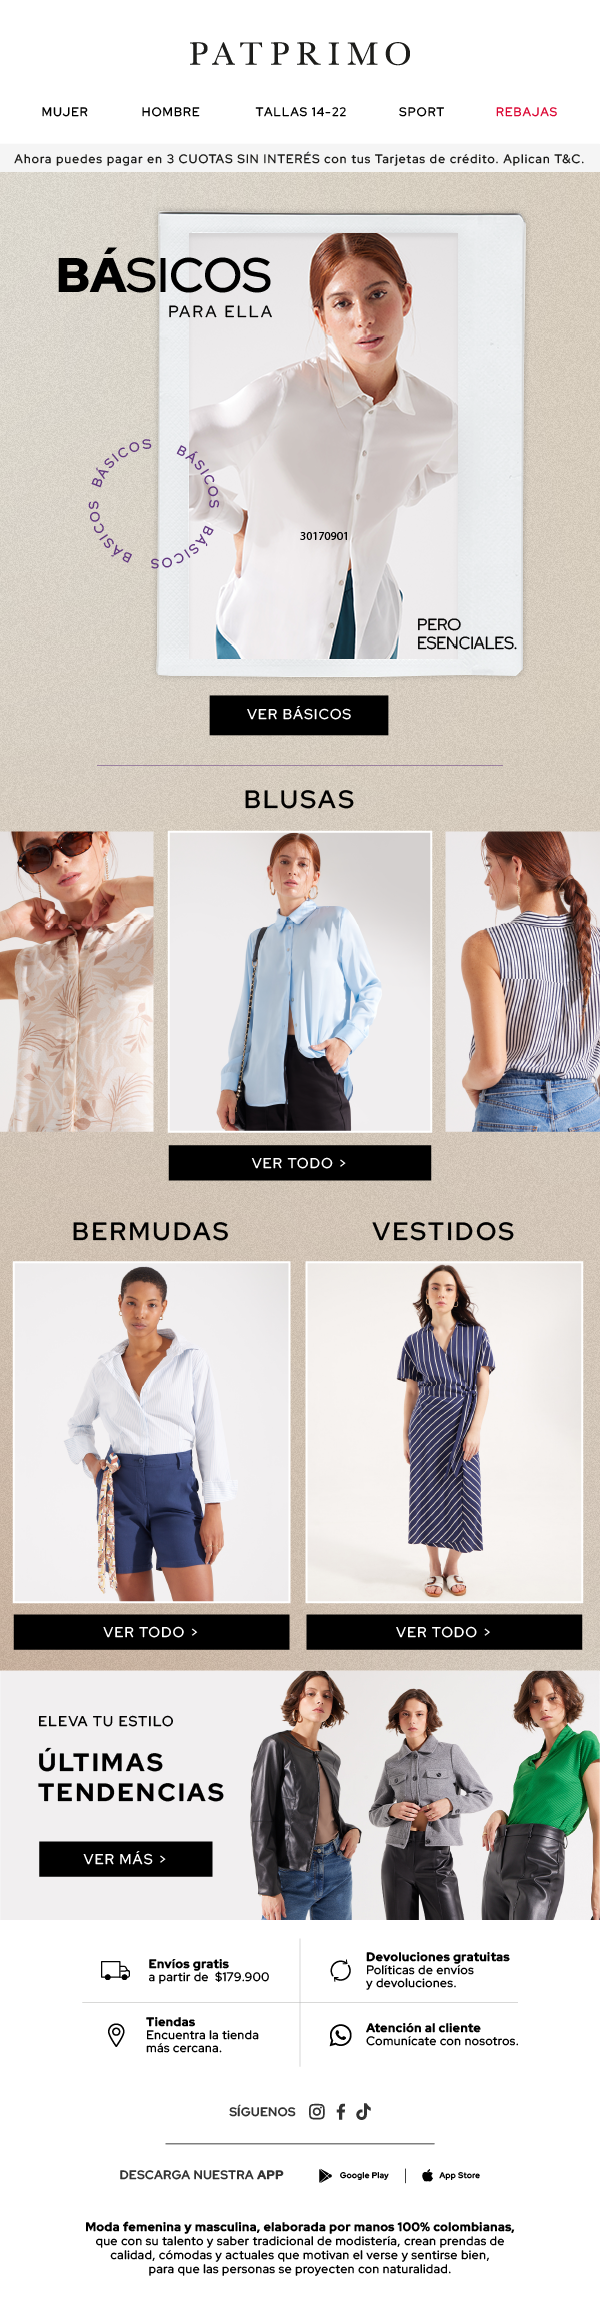 PATPRIMO
MUJER HOMBRE TALLAS 14-22 SPORT REBAJAS
Ahora puedes pagar en 3 CUOTAS SIN INTERÉS con tus Tarjetas de crédito. Aplican T&C.
BÁSICOS
PARA ELLA
BÁSICOS BÁSICOS BÁSICOS BÁSICOS BÁSICOS
30170901
PERO
ESENCIALES.
VER BÁSICOS
BLUSAS
VER TODO >
BERMUDAS VESTIDOS
VER TODO > VER TODO >
ELEVA TU ESTILO
ÚLTIMAS
TENDENCIAS
VER MÁS >
Envíos gratis
a partir de $179.900
Devoluciones gratuitas
Políticas de envíos
y devoluciones.
Tiendas
Encuentra la tienda
más cercana.
Atención al cliente
Comunícate con nosotros.
SÍGUENOS
DESCARGA NUESTRA APP Google Play | App Store
Moda femenina y masculina, elaborada por manos 100% colombianas,
que con su talento y saber tradicional de modistería, crean prendas de
calidad, cómodas y actuales que motivan el verse y sentirse bien,
para que las personas se proyecten con naturalidad.